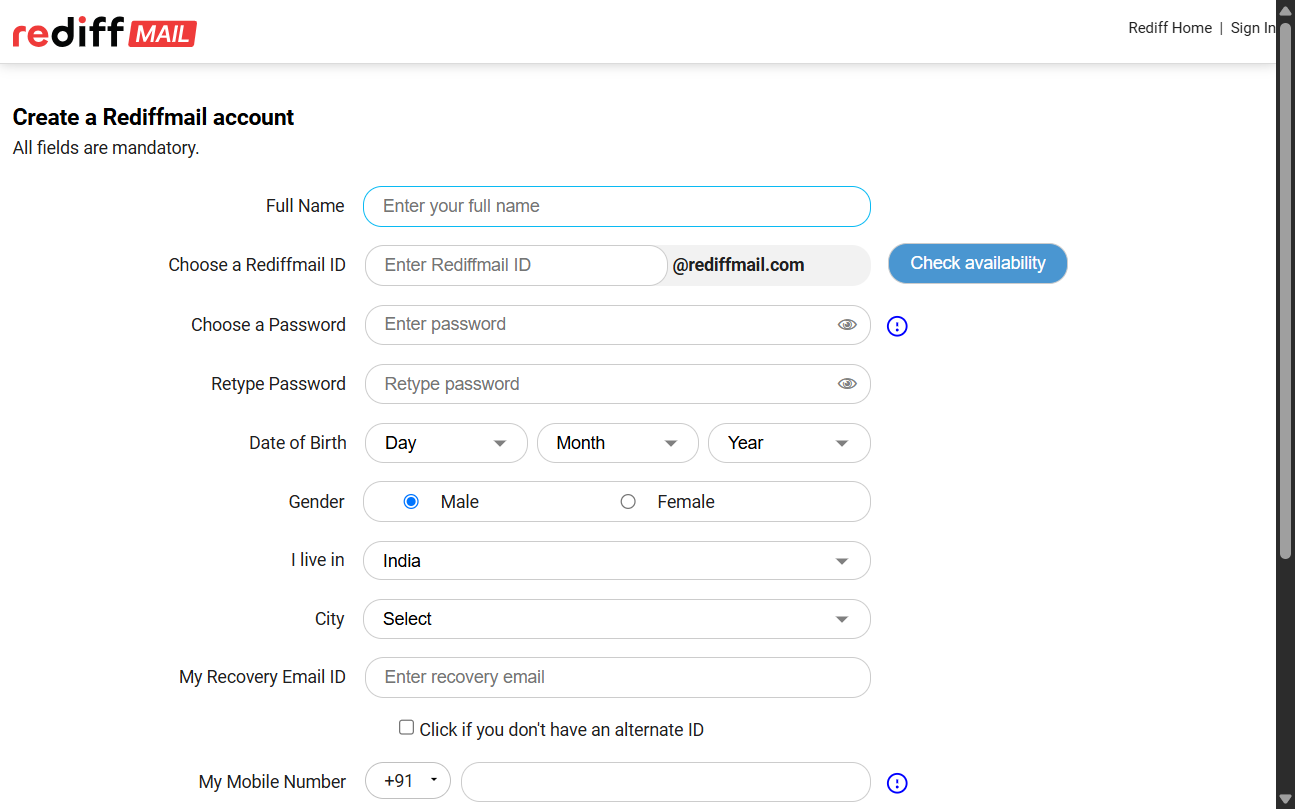 rediff MAIL
Rediff Home | Sign In
Create a Rediffmail account
All fields are mandatory.
Full Name Enter your full name
Choose a Rediffmail ID Enter Rediffmail ID @rediffmail.com Check availability
Choose a Password Enter password
Retype Password Retype password
Date of Birth Day Month Year
Gender Male Female
I live in India
City Select
My Recovery Email ID Enter recovery email
Click if you don't have an alternate ID
My Mobile Number +91